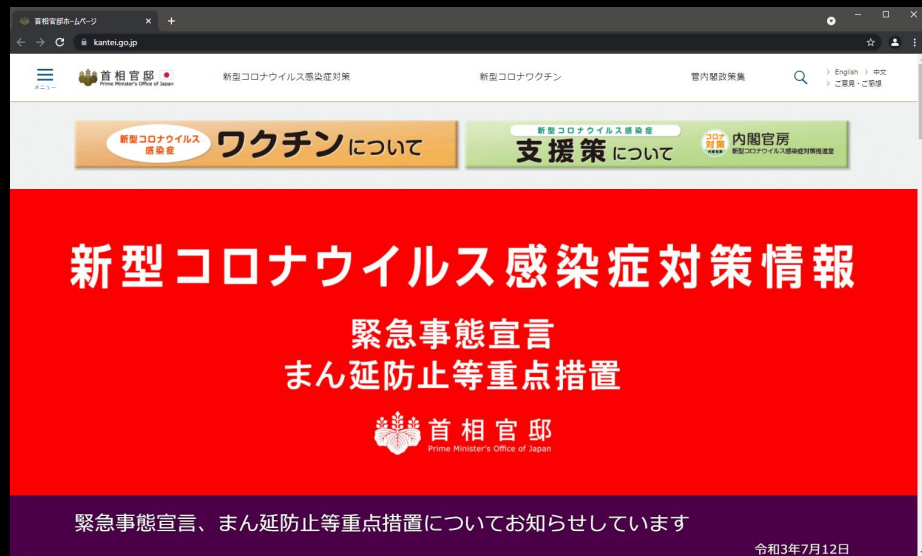 首相官邸ホームページ
kantei.go.jp
メニュー
首相官邸
Prime Minister's Office of Japan
新型コロナウイルス感染症対策
新型コロナワクチン
菅内閣政策集
English
中文
ご意見・ご感想
新型コロナウイルス
感染症
ワクチンについて
新型コロナウイルス感染症
支援策について
コロナ
対策
内閣官房
新型コロナウイルス感染症対策推進室
新型コロナウイルス感染症対策情報
緊急事態宣言
まん延防止等重点措置
首相官邸
Prime Minister's Office of Japan
緊急事態宣言、まん延防止等重点措置についてお知らせしています
令和3年7月12日